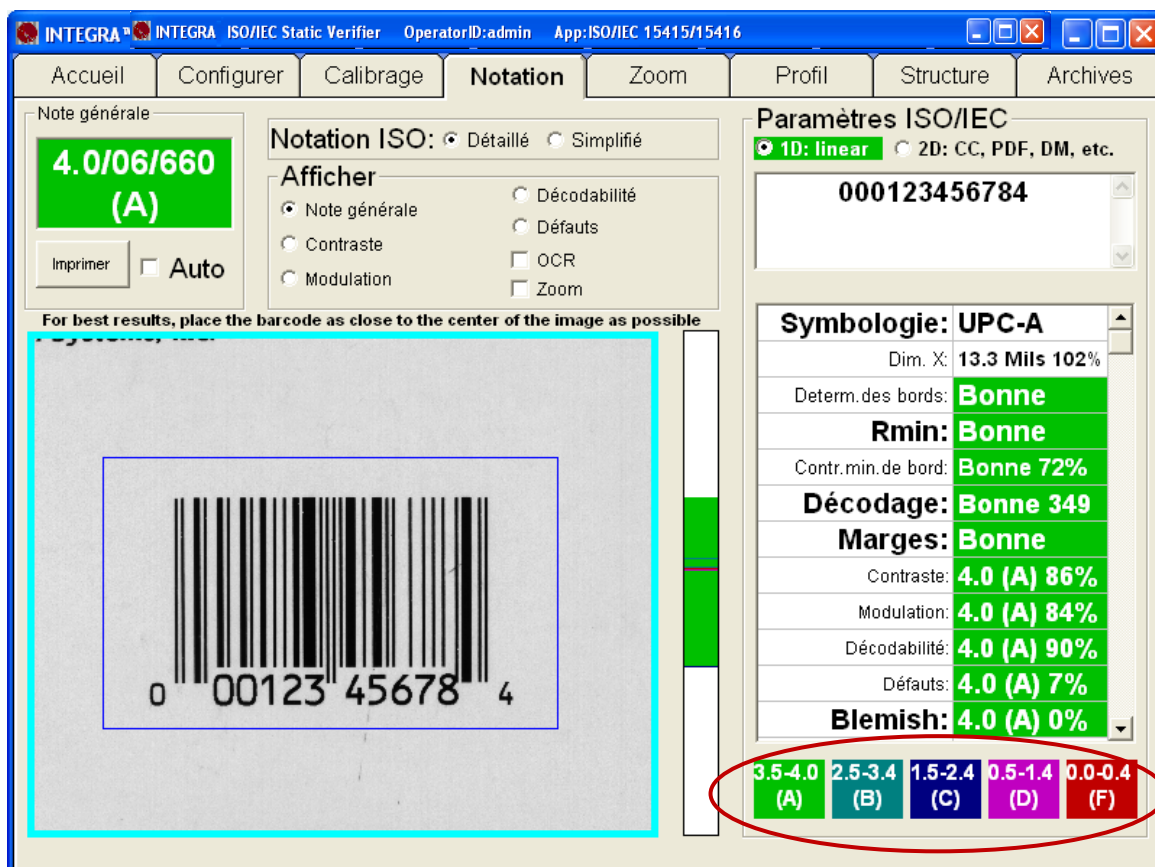 INTEGRA™ INTEGRA ISO/IEC Static Verifier OperatorID:admin App:ISO/IEC 15415/15416
Accueil Configurer Calibrage Notation Zoom Profil Structure Archives
Note générale
4.0/06/660
(A)
Imprimer Auto
Notation ISO: Détaillé Simplifié
Afficher
Note générale
Contraste
Modulation
Décodabilité
Défauts
OCR
Zoom
For best results, place the barcode as close to the center of the image as possible
0 00123 45678 4
Paramètres ISO/IEC
1D: linear 2D: CC, PDF, DM, etc.
000123456784
Symbologie: UPC-A
Dim. X: 13.3 Mils 102%
Determ.des bords: Bonne
Rmin: Bonne
Contr.min.de bord: Bonne 72%
Décodage: Bonne 349
Marges: Bonne
Contraste: 4.0 (A) 86%
Modulation: 4.0 (A) 84%
Décodabilité: 4.0 (A) 90%
Défauts: 4.0 (A) 7%
Blemish: 4.0 (A) 0%
3.5-4.0 2.5-3.4 1.5-2.4 0.5-1.4 0.0-0.4
(A) (B) (C) (D) (F)